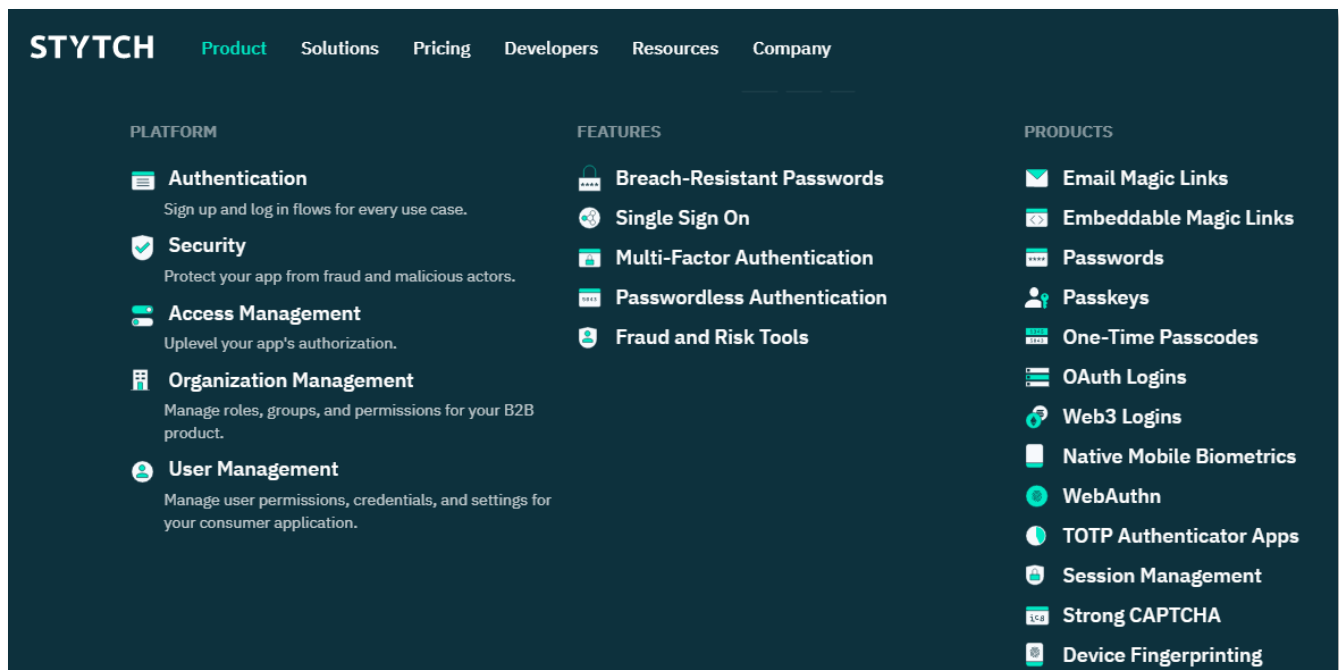 STYTCH Product Solutions Pricing Developers Resources Company
PLATFORM
Authentication
Sign up and log in flows for every use case.
Security
Protect your app from fraud and malicious actors.
Access Management
Uplevel your app's authorization.
Organization Management
Manage roles, groups, and permissions for your B2B
product.
User Management
Manage user permissions, credentials, and settings for
your consumer application.
FEATURES
Breach-Resistant Passwords
Single Sign On
Multi-Factor Authentication
Passwordless Authentication
Fraud and Risk Tools
PRODUCTS
Email Magic Links
Embeddable Magic Links
Passwords
Passkeys
One-Time Passcodes
OAuth Logins
Web3 Logins
Native Mobile Biometrics
WebAuthn
TOTP Authenticator Apps
Session Management
Strong CAPTCHA
Device Fingerprinting